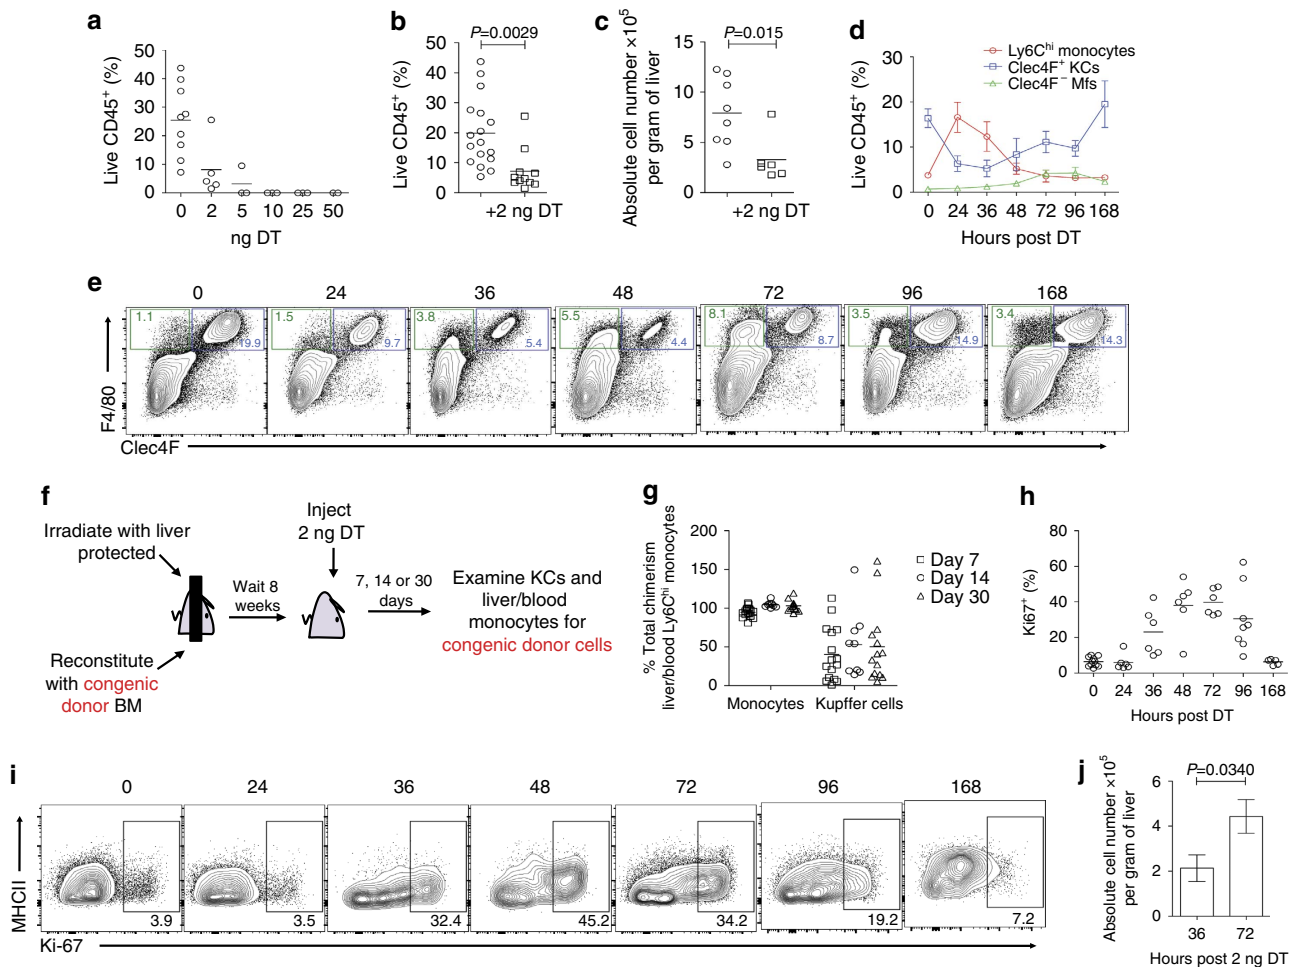 a
Live CD45+ (%)
50
40
30
20
10
0
0 2 5 10 25 50
ng DT
b
P=0.0029
Live CD45+ (%)
50
40
30
20
10
0
+2 ng DT
c
P=0.015
Absolute cell number ×10⁵
per gram of liver
15
10
5
0
+2 ng DT
d
Ly6Chi monocytes
Clec4F+ KCs
Clec4F− Mfs
Live CD45+ (%)
30
20
10
0
0 24 36 48 72 96 168
Hours post DT
e
0 24 36 48 72 96 168
1.1 1.5 3.8 5.5 8.1 3.5 3.4
19.9 9.7 5.4 4.4 8.7 14.9 14.3
F4/80
Clec4F
f
Irradiate with liver
protected
Reconstitute
with congenic
donor BM
Wait 8
weeks
Inject
2 ng DT
7, 14 or 30
days
Examine KCs and
liver/blood
monocytes for
congenic donor cells
g
% Total chimerism
liver/blood Ly6Chi monocytes
200
150
100
50
0
Monocytes Kupffer cells
Day 7
Day 14
Day 30
h
Ki67+ (%)
80
60
40
20
0
0 24 36 48 72 96 168
Hours post DT
i
0 24 36 48 72 96 168
3.9 3.5 32.4 45.2 34.2 19.2 7.2
MHCII
Ki-67
j
P=0.0340
Absolute cell number ×10⁵
per gram of liver
6
4
2
0
36 72
Hours post 2 ng DT